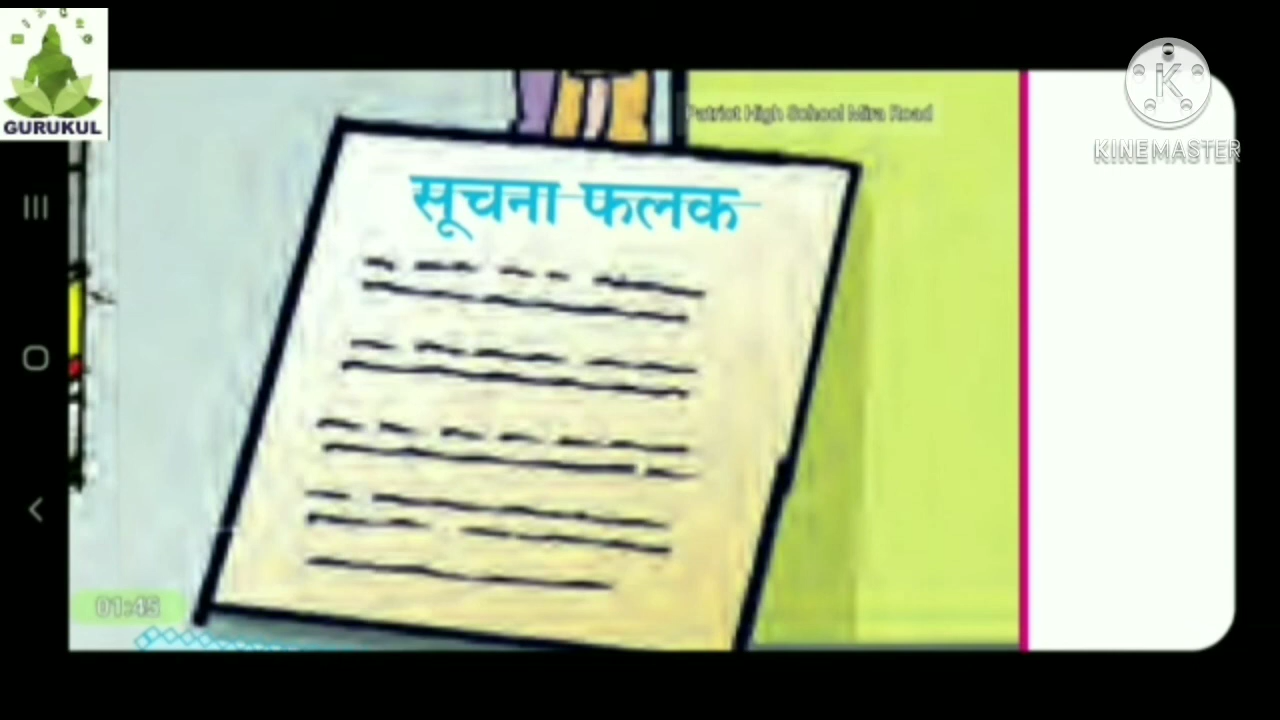 GURUKUL
Patriot High School Mira Road
KINEMASTER
सूचना फलक
01:45